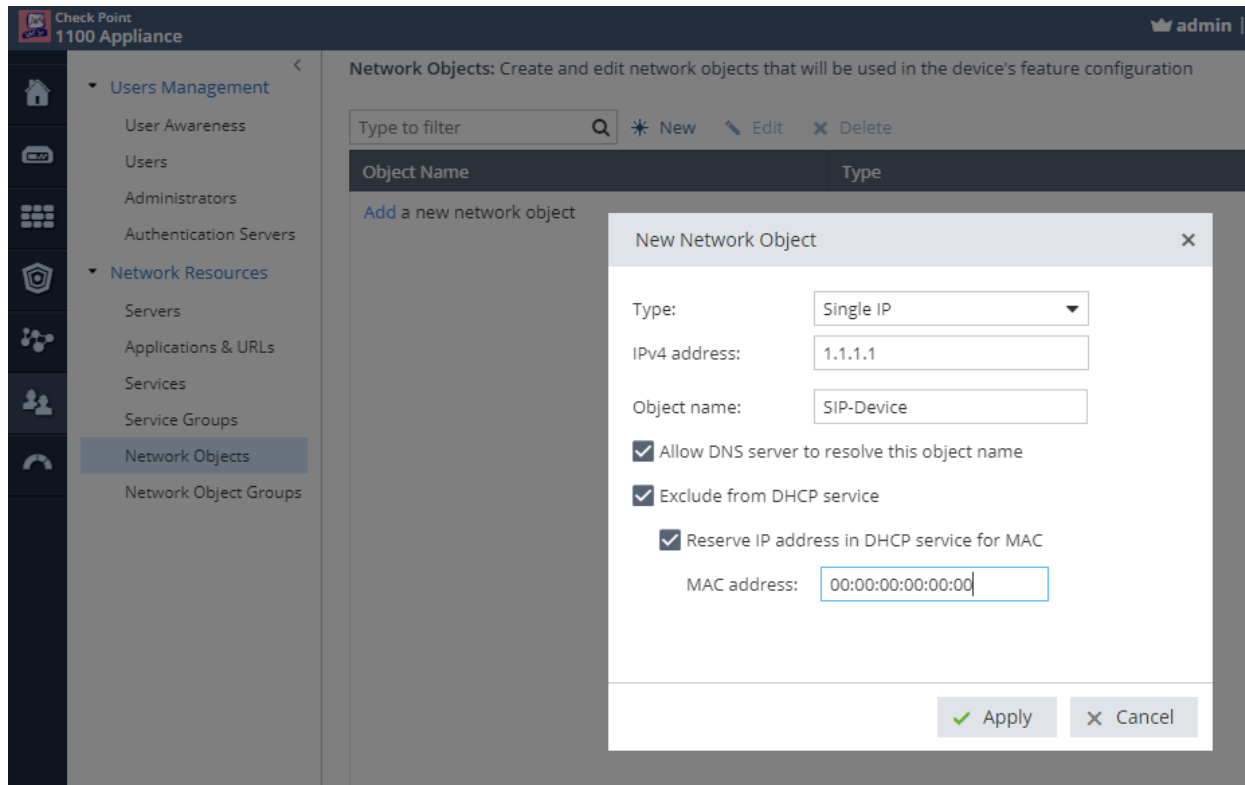 Check Point
1100 Appliance
admin
Users Management
User Awareness
Users
Administrators
Authentication Servers
Network Resources
Servers
Applications & URLs
Services
Service Groups
Network Objects
Network Object Groups
Network Objects: Create and edit network objects that will be used in the device's feature configuration
Type to filter
New
Edit
Delete
Object Name
Type
Add a new network object
New Network Object
Type:
Single IP
IPv4 address:
1.1.1.1
Object name:
SIP-Device
Allow DNS server to resolve this object name
Exclude from DHCP service
Reserve IP address in DHCP service for MAC
MAC address:
00:00:00:00:00:00
Apply
Cancel